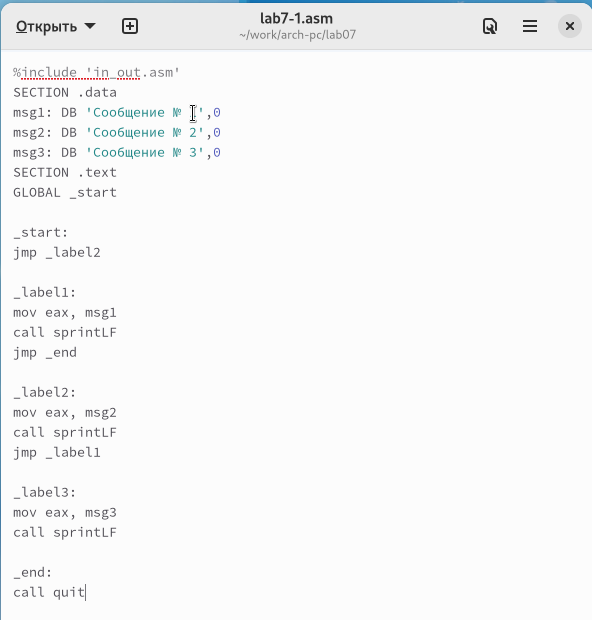 Открыть
lab7-1.asm
~/work/arch-pc/lab07
%include 'in_out.asm'
SECTION .data
msg1: DB 'Сообщение № ',0
msg2: DB 'Сообщение № 2',0
msg3: DB 'Сообщение № 3',0
SECTION .text
GLOBAL _start
_start:
jmp _label2
_label1:
mov eax, msg1
call sprintLF
jmp _end
_label2:
mov eax, msg2
call sprintLF
jmp _label1
_label3:
mov eax, msg3
call sprintLF
_end:
call quit